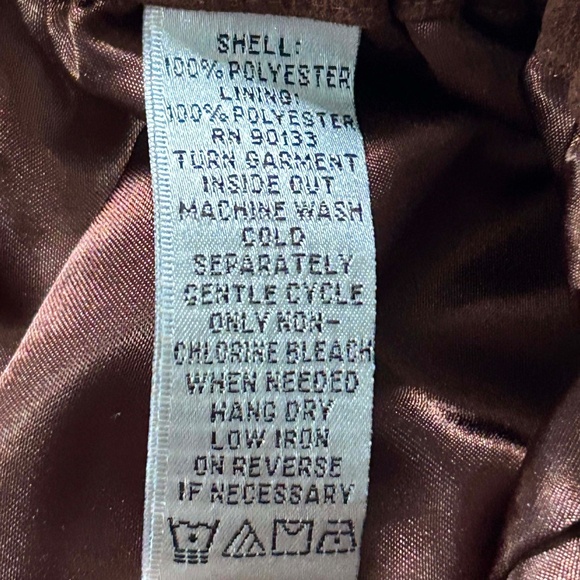 SHELL:
100% POLYESTER
LINING:
100% POLYESTER
RN 90133
TURN GARMENT
INSIDE OUT
MACHINE WASH
COLD
SEPARATELY
GENTLE CYCLE
ONLY NON-
CHLORINE BLEACH
WHEN NEEDED
HANG DRY
LOW IRON
ON REVERSE
IF NECESSARY